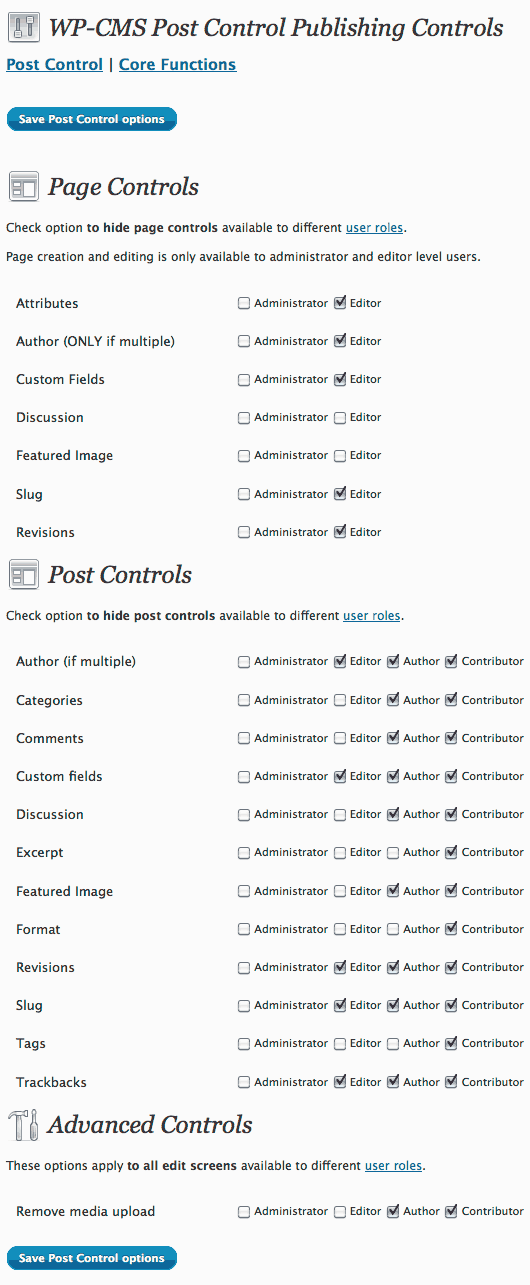 WP-CMS Post Control Publishing Controls
Post Control | Core Functions
Save Post Control options
Page Controls
Check option to hide page controls available to different user roles.
Page creation and editing is only available to administrator and editor level users.
Attributes Administrator Editor
Author (ONLY if multiple) Administrator Editor
Custom Fields Administrator Editor
Discussion Administrator Editor
Featured Image Administrator Editor
Slug Administrator Editor
Revisions Administrator Editor
Post Controls
Check option to hide post controls available to different user roles.
Author (if multiple) Administrator Editor Author Contributor
Categories Administrator Editor Author Contributor
Comments Administrator Editor Author Contributor
Custom fields Administrator Editor Author Contributor
Discussion Administrator Editor Author Contributor
Excerpt Administrator Editor Author Contributor
Featured Image Administrator Editor Author Contributor
Format Administrator Editor Author Contributor
Revisions Administrator Editor Author Contributor
Slug Administrator Editor Author Contributor
Tags Administrator Editor Author Contributor
Trackbacks Administrator Editor Author Contributor
Advanced Controls
These options apply to all edit screens available to different user roles.
Remove media upload Administrator Editor Author Contributor
Save Post Control options